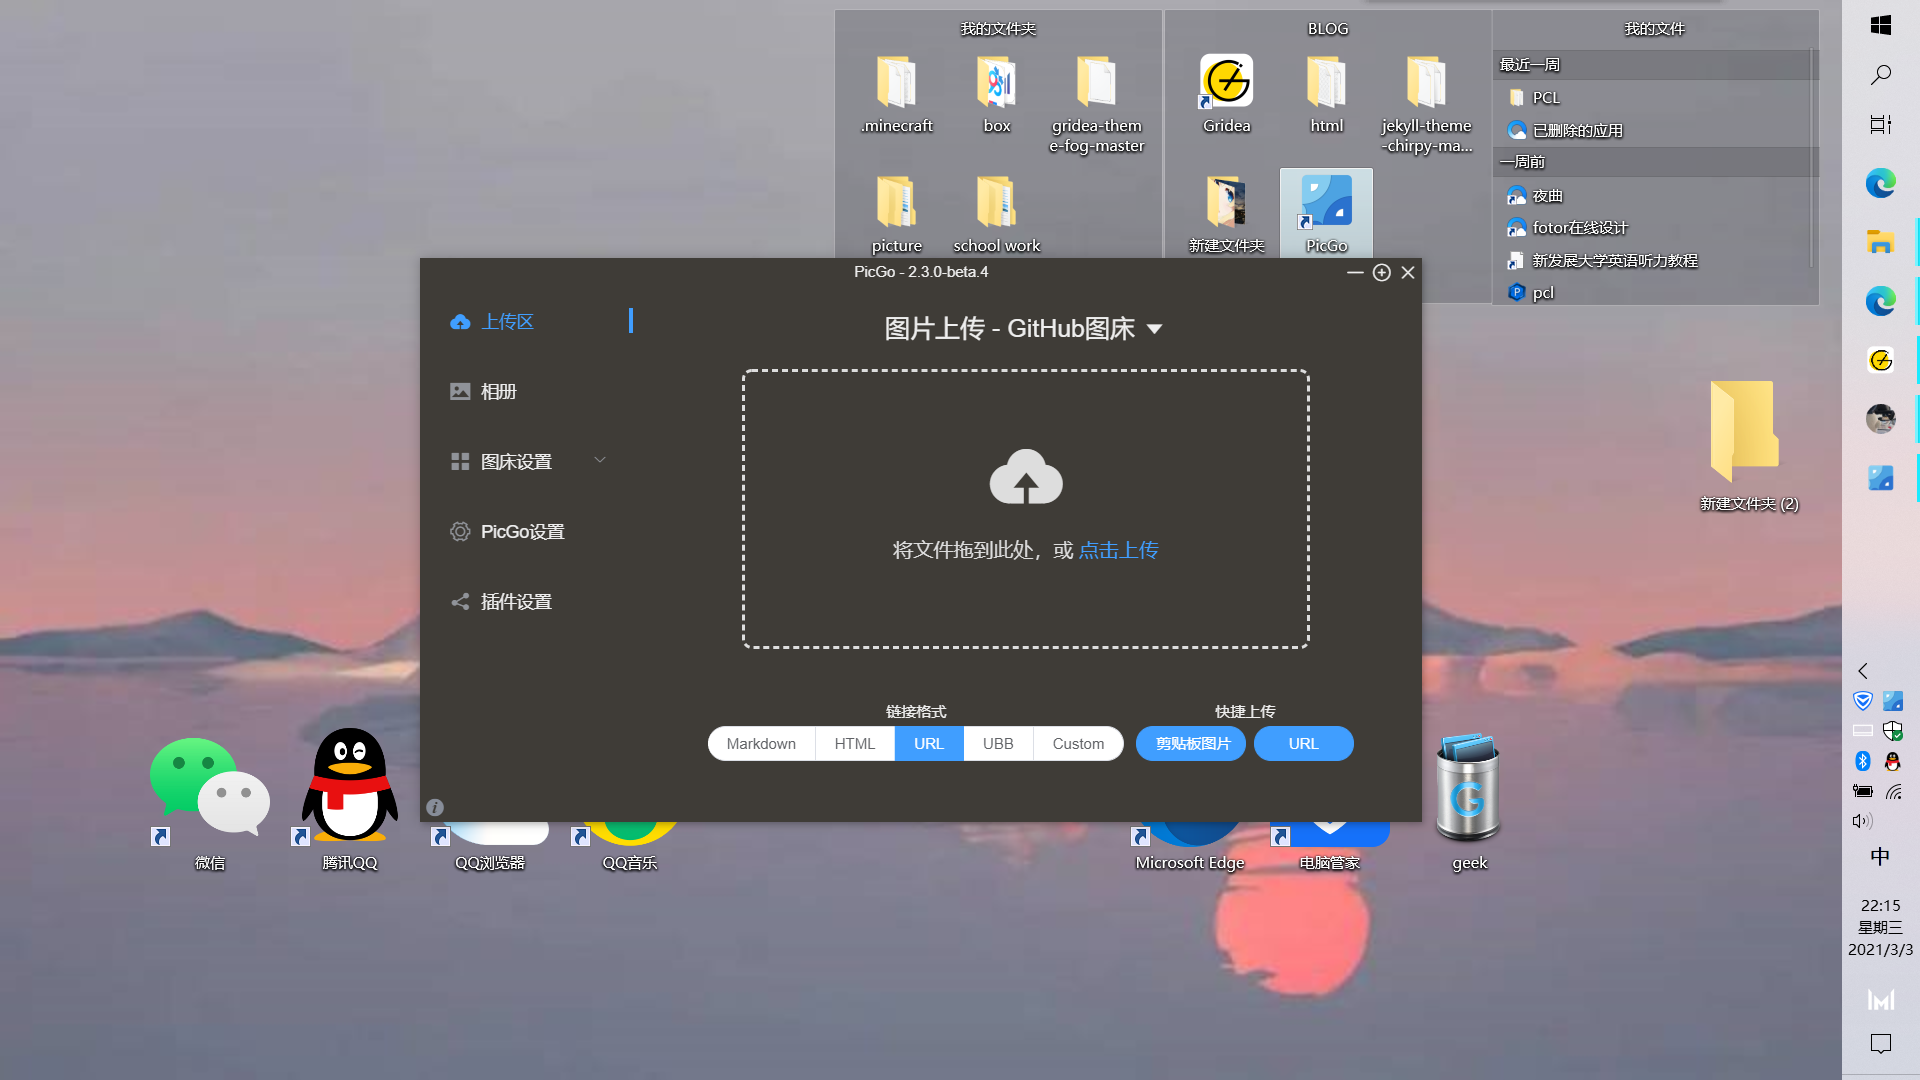 我的文件夹
.minecraft
box
gridea-them
e-fog-master
picture
school work
BLOG
Gridea
html
jekyll-theme
-chirpy-ma...
新建文件夹
PicGo
我的文件
最近一周
PCL
已删除的应用
一周前
夜曲
fotor在线设计
新发展大学英语听力教程
pcl
PicGo - 2.3.0-beta.4
上传区
相册
图床设置
PicGo设置
插件设置
图片上传 - GitHub图床
将文件拖到此处，或 点击上传
链接格式
Markdown
HTML
URL
UBB
Custom
快捷上传
剪贴板图片
URL
新建文件夹 (2)
微信
腾讯QQ
QQ浏览器
QQ音乐
Microsoft Edge
电脑管家
geek
中
22:15
星期三
2021/3/3